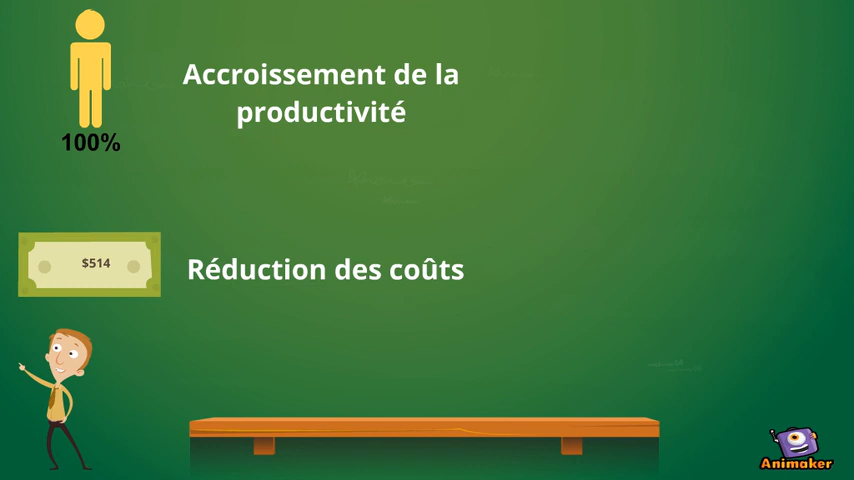 Accroissement de la
productivité
100%
$514
Réduction des coûts
Animaker